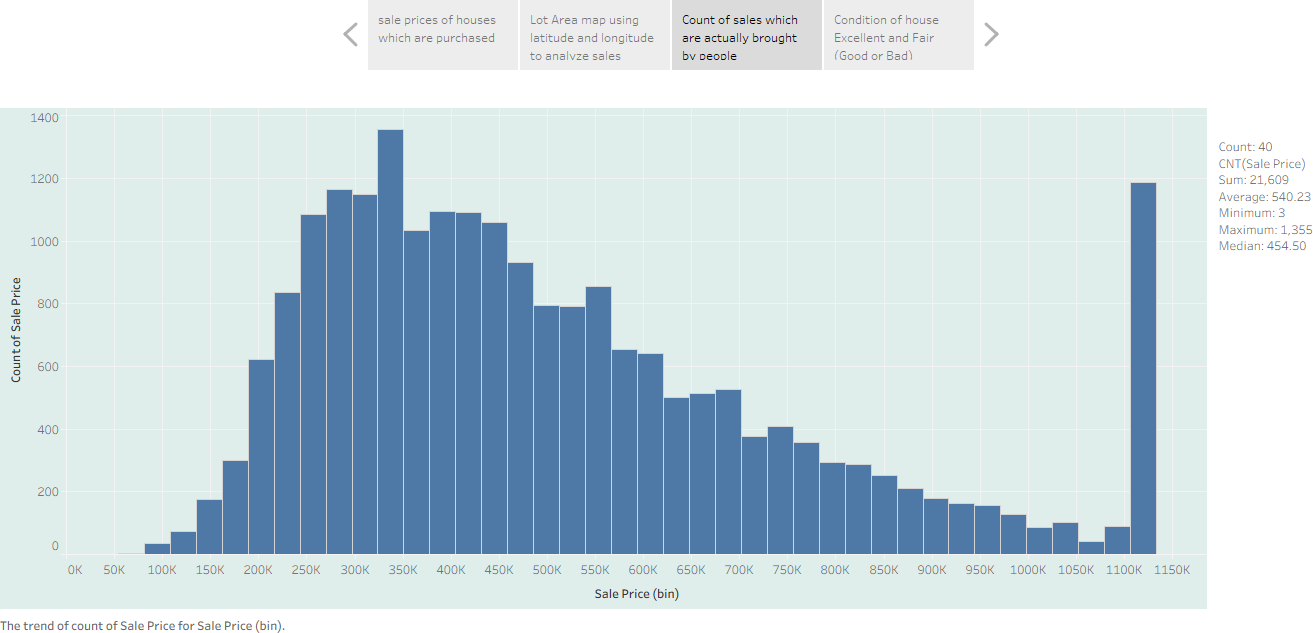 sale prices of houses
which are purchased
Lot Area map using
latitude and longitude
to analyze sales
Count of sales which
are actually brought
by people
Condition of house
Excellent and Fair
(Good or Bad)
1400
1200
1000
800
600
400
200
0
Count of Sale Price
0K 50K 100K 150K 200K 250K 300K 350K 400K 450K 500K 550K 600K 650K 700K 750K 800K 850K 900K 950K 1000K 1050K 1100K 1150K
Sale Price (bin)
Count: 40
CNT(Sale Price)
Sum: 21,609
Average: 540.23
Minimum: 3
Maximum: 1,355
Median: 454.50
The trend of count of Sale Price for Sale Price (bin).